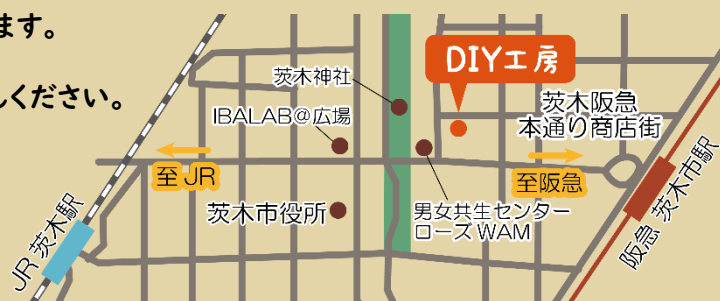 ます。
ください。
DIY工房
茨木神社
IBALAB@広場
茨木阪急
本通り商店街
至JR
至阪急
茨木市役所
男女共生センター
ローズWAM
JR 茨木駅
阪急 茨木市駅